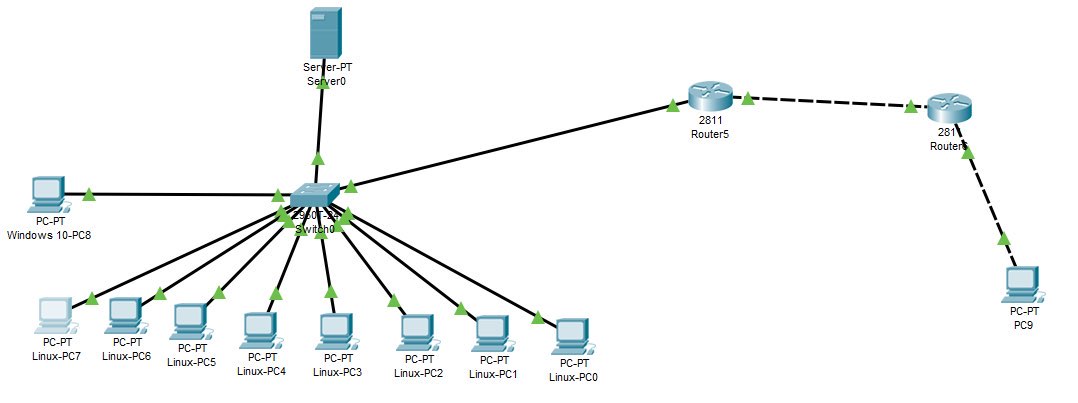 Server-PT
Server0
2811
Router5
281
Router
PC-PT
Windows 10-PC8
Switch0
PC-PT
PC9
PC-PT
Linux-PC7
PC-PT
Linux-PC6
PC-PT
Linux-PC5
PC-PT
Linux-PC4
PC-PT
Linux-PC3
PC-PT
Linux-PC2
PC-PT
Linux-PC1
PC-PT
Linux-PC0